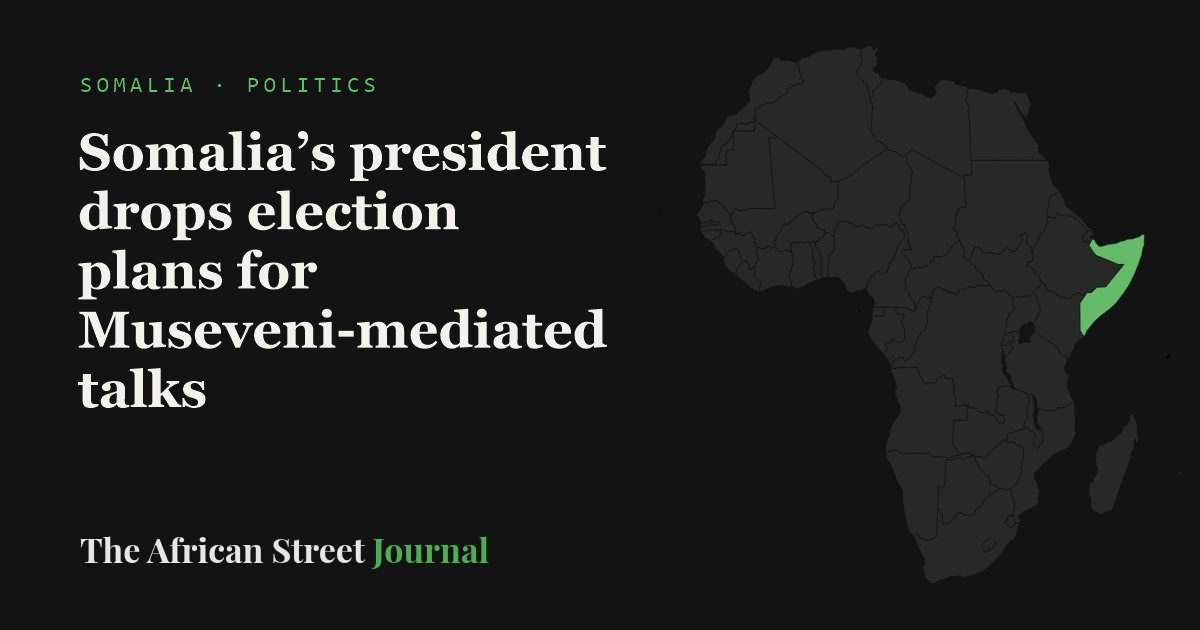 SOMALIA · POLITICS
Somalia’s president
drops election
plans for
Museveni-mediated
talks
The African Street Journal